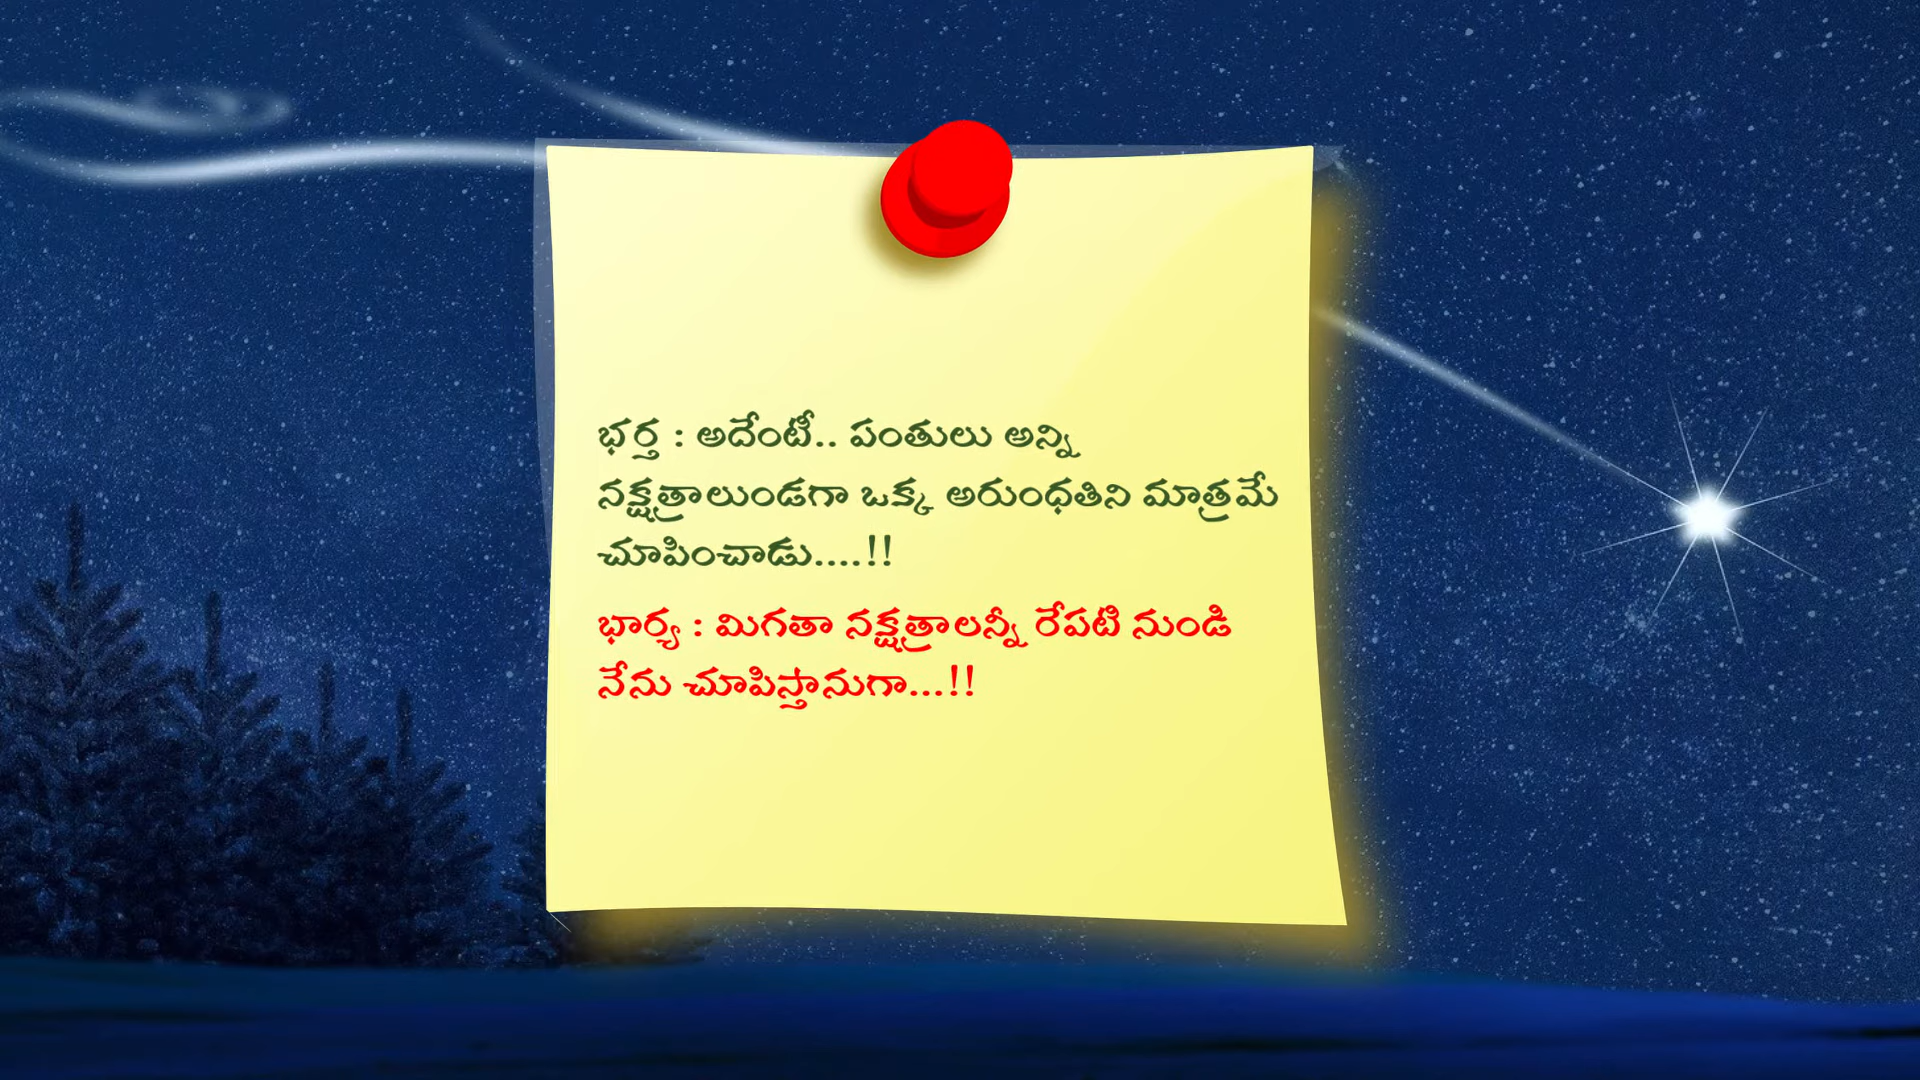 భర్త : అదేంటీ.. పంతులు అన్ని
నక్షత్రాలుండగా ఒక్క అరుంధతిని మాత్రమే
చూపించాడు....!!
భార్య : మిగతా నక్షత్రాలన్నీ రేపటి నుండి
నేను చూపిస్తానుగా...!!